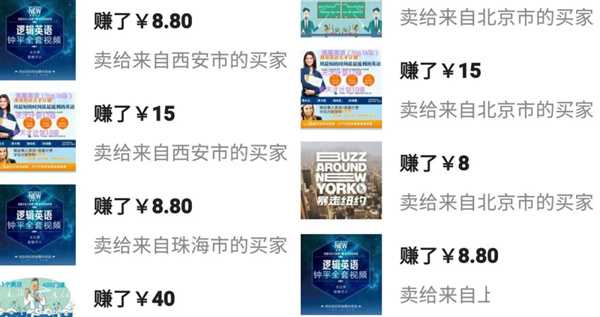 NEW
逻辑英语
钟平全套视频
赚了￥8.80
卖给来自西安市的买家
赚了￥15
卖给来自西安市的买家
NEW
逻辑英语
钟平全套视频
赚了￥8.80
卖给来自珠海市的买家
赚了￥40
卖给来自北京市的买家
赚了￥15
卖给来自北京市的买家
BUZZ
AROUND
NEW
YORK
暴走纽约
赚了￥8
卖给来自北京市的买家
NEW
逻辑英语
钟平全套视频
赚了￥8.80
卖给来自上